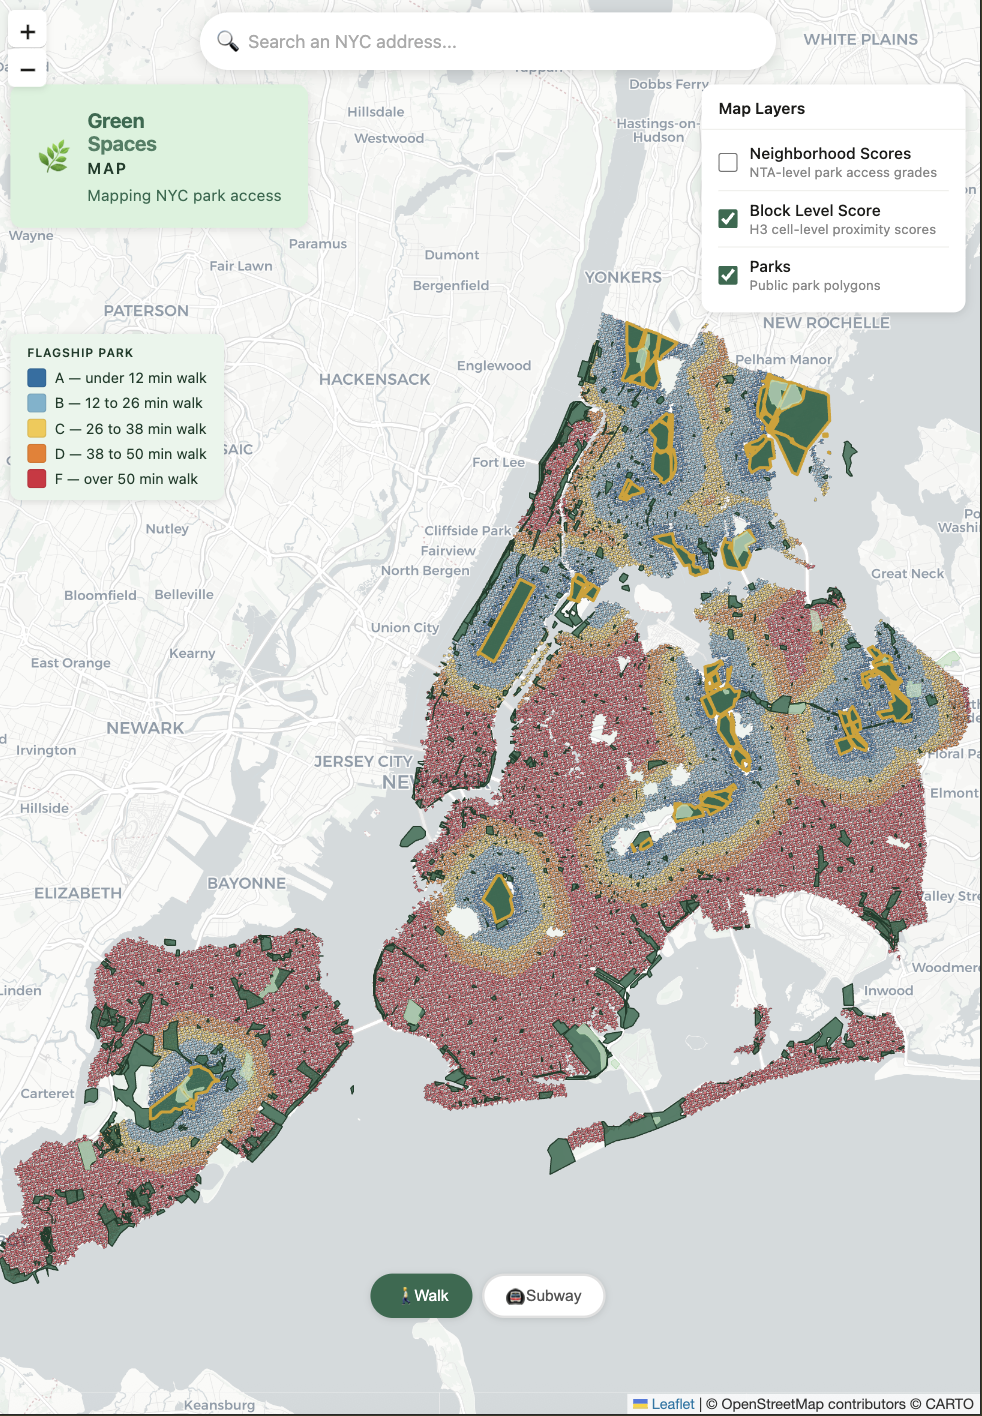 +
−
Search an NYC address...
WHITE PLAINS
Dobbs Ferry
Green
Spaces
MAP
Mapping NYC park access
Map Layers
Neighborhood Scores
NTA-level park access grades
Block Level Score
H3 cell-level proximity scores
Parks
Public park polygons
Hillsdale
Westwood
Hastings-on-
Hudson
Wayne
Paramus
Fair Lawn
Dumont
Bergenfield
YONKERS
PATERSON
NEW ROCHELLE
Pelham Manor
Englewood
HACKENSACK
FLAGSHIP PARK
A — under 12 min walk
B — 12 to 26 min walk
C — 26 to 38 min walk
D — 38 to 50 min walk
F — over 50 min walk
SAIC
Fort Lee
Nutley
Cliffside Park
Fairview
North Bergen
Great Neck
Bloomfield
Belleville
Union City
Kearny
East Orange
NEWARK
Irvington
JERSEY CITY
NE
Floral Pa
Elmont
Hillside
ELIZABETH
BAYONNE
alley Stre
Woodmere
Linden
Inwood
Carteret
Walk
Subway
Keansburg
Leaflet | © OpenStreetMap contributors © CARTO